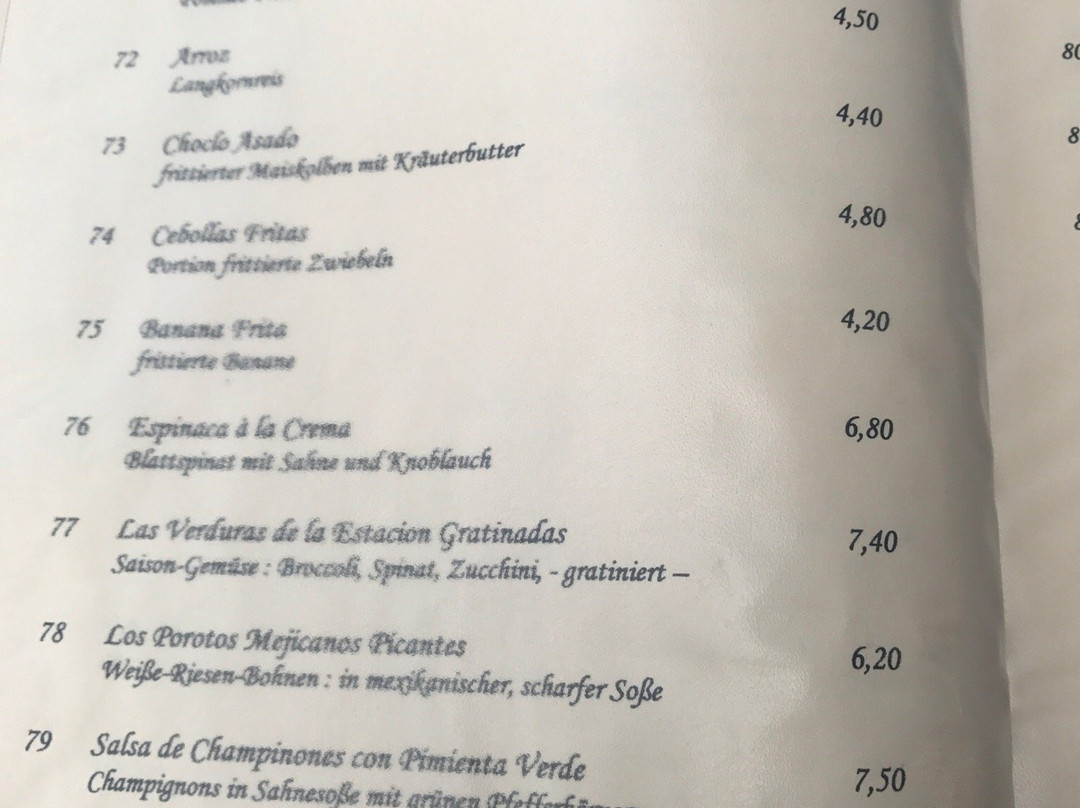 72 Arroz 4,50
Langkornreis
73 Choclo Asado 4,40
frittierter Maiskolben mit Kräuterbutter
74 Cebollas Fritas 4,80
Portion frittierte Zwiebeln
75 Banana Frita 4,20
frittierte Banane
76 Espinaca à la Crema 6,80
Blattspinat mit Sahne und Knoblauch
77 Las Verduras de la Estacion Gratinadas 7,40
Saison-Gemüse : Broccoli, Spinat, Zucchini, - gratiniert –
78 Los Porotos Mejicanos Picantes 6,20
Weiße-Riesen-Bohnen : in mexikanischer, scharfer Soße
79 Salsa de Champinones con Pimienta Verde 7,50
Champignons in Sahnesoße mit grünen
80